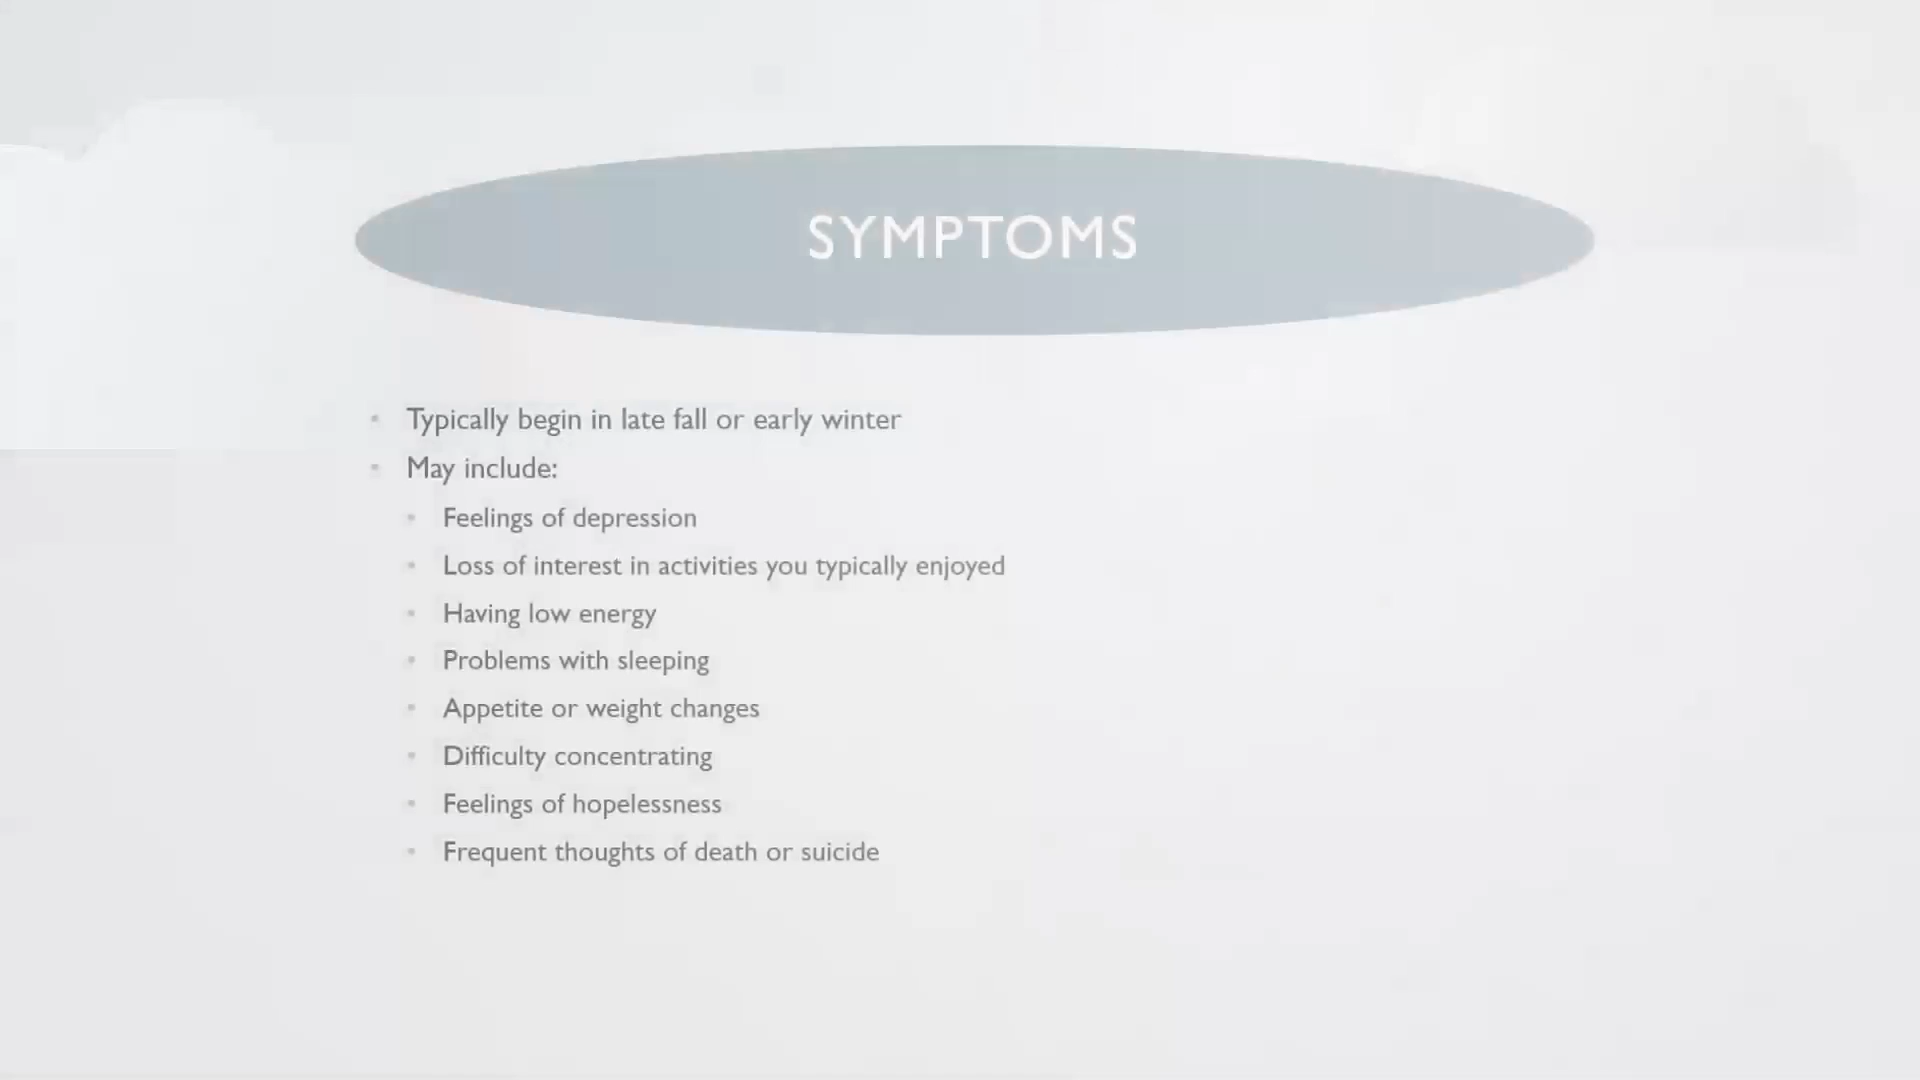 SYMPTOMS
Typically begin in late fall or early winter
May include:
Feelings of depression
Loss of interest in activities you typically enjoyed
Having low energy
Problems with sleeping
Appetite or weight changes
Difficulty concentrating
Feelings of hopelessness
Frequent thoughts of death or suicide